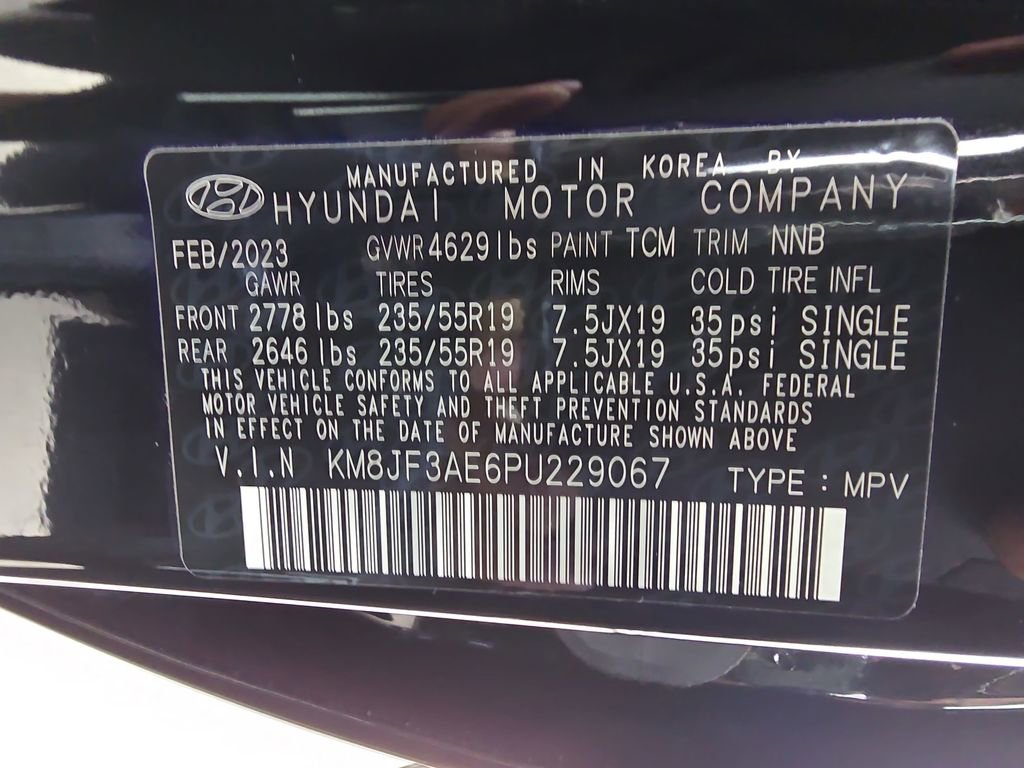 MANUFACTURED IN KOREA BY
HYUNDAI MOTOR COMPANY
FEB/2023 GVWR 4629 lbs PAINT TCM TRIM NNB
GAWR TIRES RIMS COLD TIRE INFL
FRONT 2778 lbs 235/55R19 7.5JX19 35psi SINGLE
REAR 2646 lbs 235/55R19 7.5JX19 35psi SINGLE
THIS VEHICLE CONFORMS TO ALL APPLICABLE U.S.A. FEDERAL
MOTOR VEHICLE SAFETY AND THEFT PREVENTION STANDARDS
IN EFFECT ON THE DATE OF MANUFACTURE SHOWN ABOVE
V.I.N KM8JF3AE6PU229067 TYPE : MPV